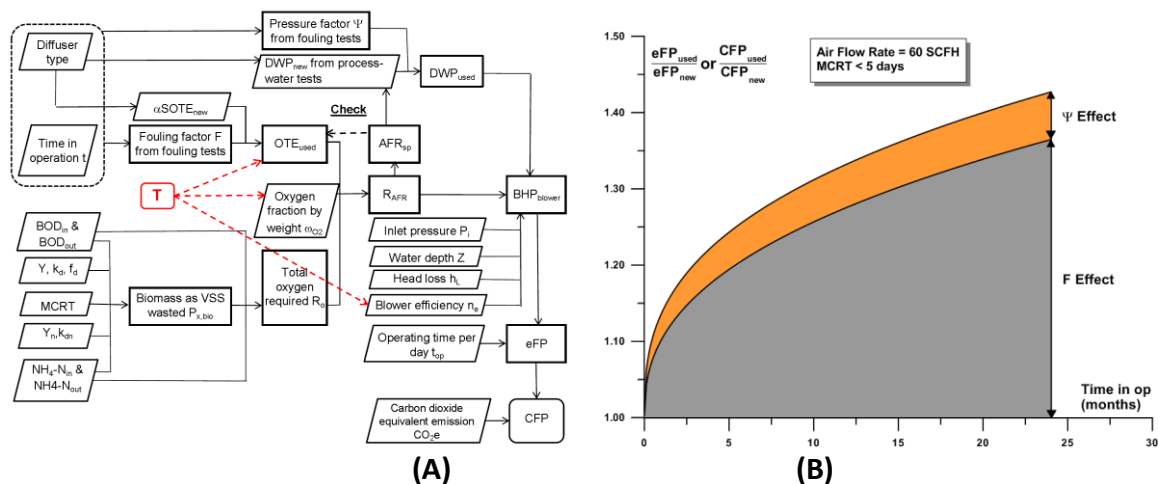 Diffuser
type
Time in
operation t
Pressure factor Ψ
from fouling tests
DWPnew from process-
water tests
DWPused
αSOTEnew
Check
Fouling factor F
from fouling tests
OTEused
AFRsp
T
Oxygen
fraction by
weight ωO2
RAFR
BHPblower
BODin &
BODout
Y, kd, fd
MCRT
Yn,kdn
NH4-Nin &
NH4-Nout
Biomass as VSS
wasted Px,bio
Total
oxygen
required Ro
Inlet pressure Pi
Water depth Z
Head loss hL
Blower efficiency ne
Operating time per
day top
eFP
Carbon dioxide
equivalent emission
CO2e
CFP
(A)
eFPused or CFPused
eFPnew CFPnew
Air Flow Rate = 60 SCFH
MCRT < 5 days
1.50
1.40
1.30
1.20
1.10
1.00
Ψ Effect
F Effect
Time in op
(months)
0 5 10 15 20 25 30
(B)